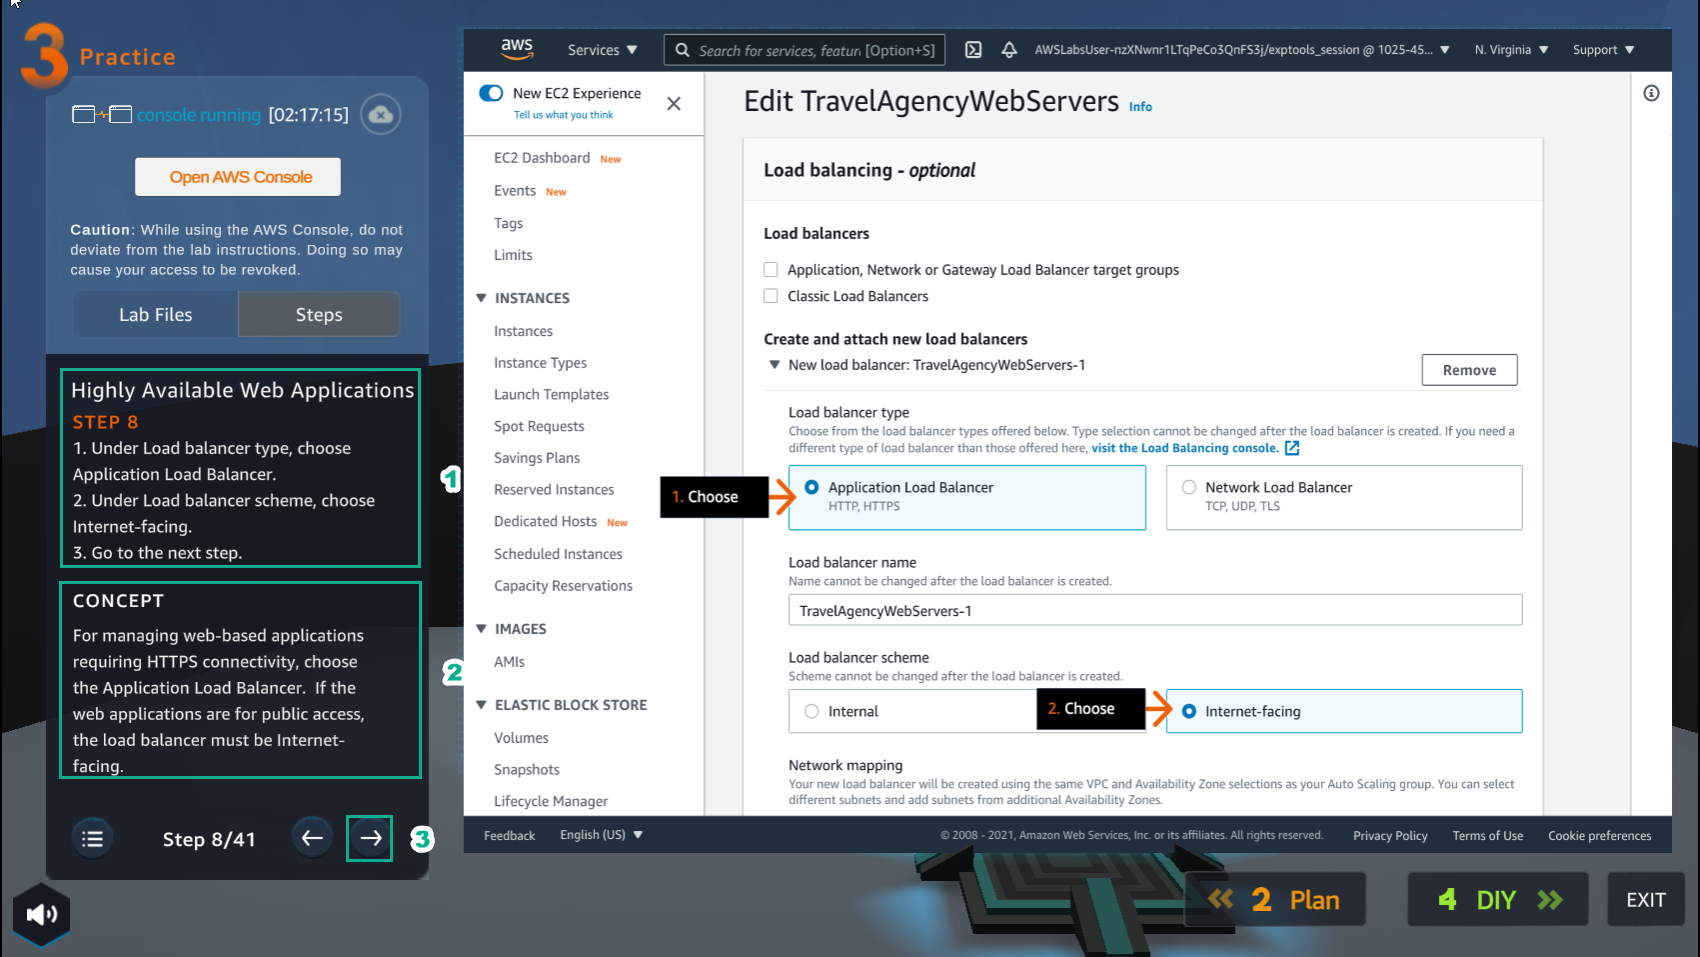 3 Practice
console running [02:17:15]
Open AWS Console
Caution: While using the AWS Console, do not
deviate from the lab instructions. Doing so may
cause your access to be revoked.
Lab Files
Steps
Highly Available Web Applications
STEP 8
1. Under Load balancer type, choose
Application Load Balancer.
2. Under Load balancer scheme, choose
Internet-facing.
3. Go to the next step.
1
CONCEPT
For managing web-based applications
requiring HTTPS connectivity, choose
the Application Load Balancer. If the
web applications are for public access,
the load balancer must be Internet-
facing.
2
Step 8/41
3
aws
Services
Search for services, featur [Option+S]
AWSLabsUser-nzXNwnr1LTqPeCo3QnFS3j/exptools_session @ 1025-45...
N. Virginia
Support
New EC2 Experience
Tell us what you think
EC2 Dashboard New
Events New
Tags
Limits
INSTANCES
Instances
Instance Types
Launch Templates
Spot Requests
Savings Plans
Reserved Instances
Dedicated Hosts New
Scheduled Instances
Capacity Reservations
IMAGES
AMIs
ELASTIC BLOCK STORE
Volumes
Snapshots
Lifecycle Manager
Edit TravelAgencyWebServers Info
Load balancing - optional
Load balancers
Application, Network or Gateway Load Balancer target groups
Classic Load Balancers
Create and attach new load balancers
New load balancer: TravelAgencyWebServers-1
Remove
Load balancer type
Choose from the load balancer types offered below. Type selection cannot be changed after the load balancer is created. If you need a
different type of load balancer than those offered here, visit the Load Balancing console.
1. Choose
Application Load Balancer
HTTP, HTTPS
Network Load Balancer
TCP, UDP, TLS
Load balancer name
Name cannot be changed after the load balancer is created.
TravelAgencyWebServers-1
Load balancer scheme
Scheme cannot be changed after the load balancer is created.
Internal
2. Choose
Internet-facing
Network mapping
Your new load balancer will be created using the same VPC and Availability Zone selections as your Auto Scaling group. You can select
different subnets and add subnets from additional Availability Zones.
Feedback
English (US)
© 2008 - 2021, Amazon Web Services, Inc. or its affiliates. All rights reserved.
Privacy Policy
Terms of Use
Cookie preferences
2 Plan
4 DIY
EXIT